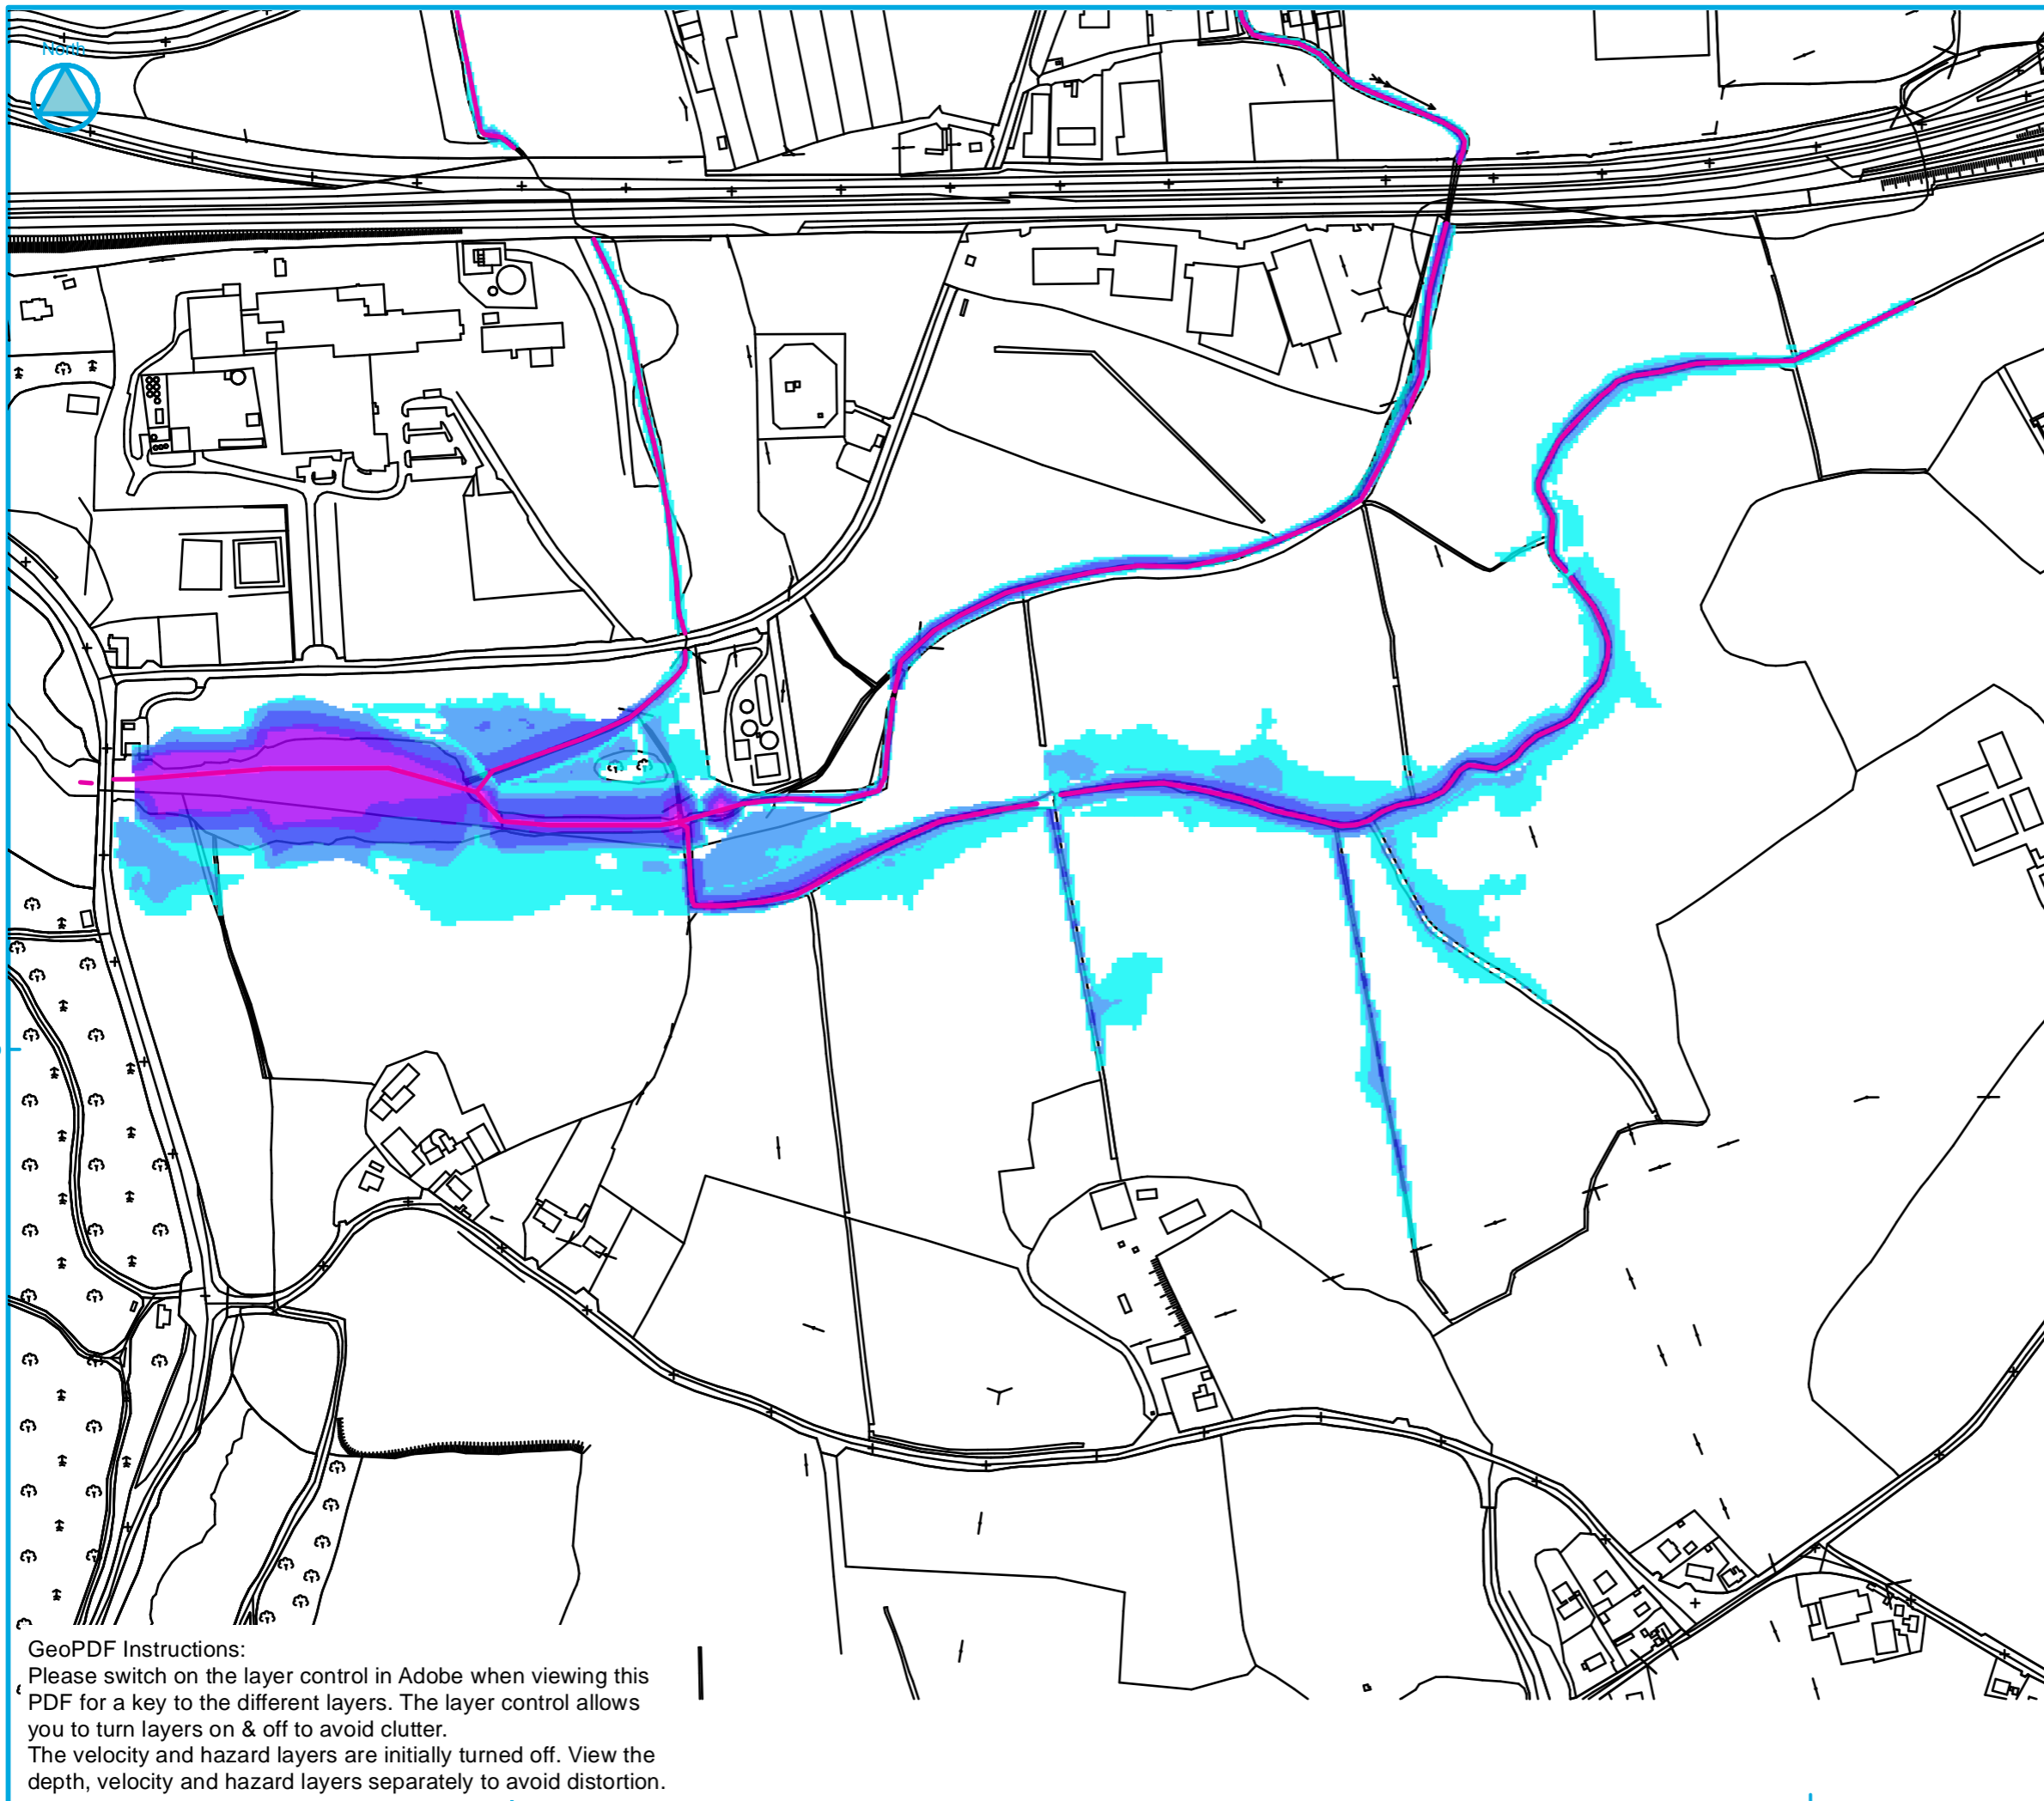 North
GeoPDF Instructions:
Please switch on the layer control in Adobe when viewing this
PDF for a key to the different layers. The layer control allows
you to turn layers on & off to avoid clutter.
The velocity and hazard layers are initially turned off. View the
depth, velocity and hazard layers separately to avoid distortion.